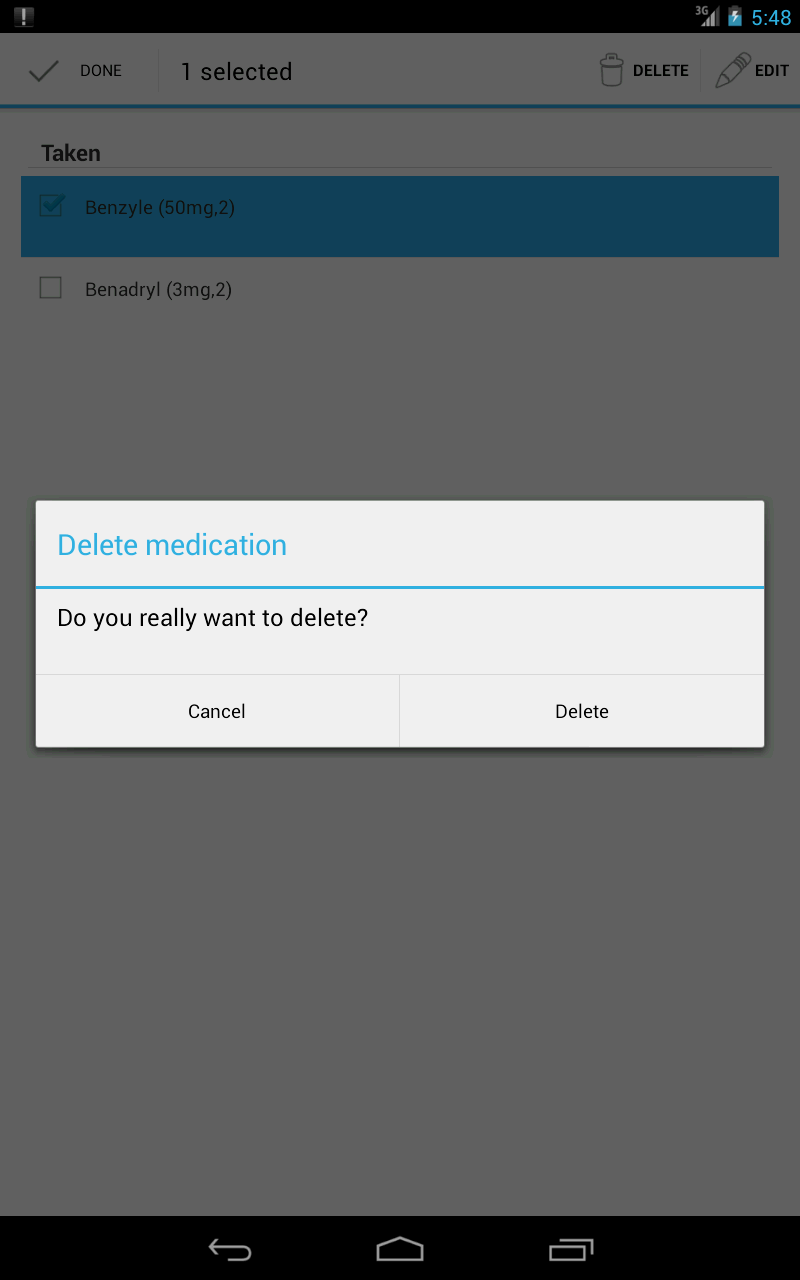 3G 5:48
DONE 1 selected DELETE EDIT
Taken
Benzyle (50mg,2)
Benadryl (3mg,2)
Delete medication
Do you really want to delete?
Cancel Delete